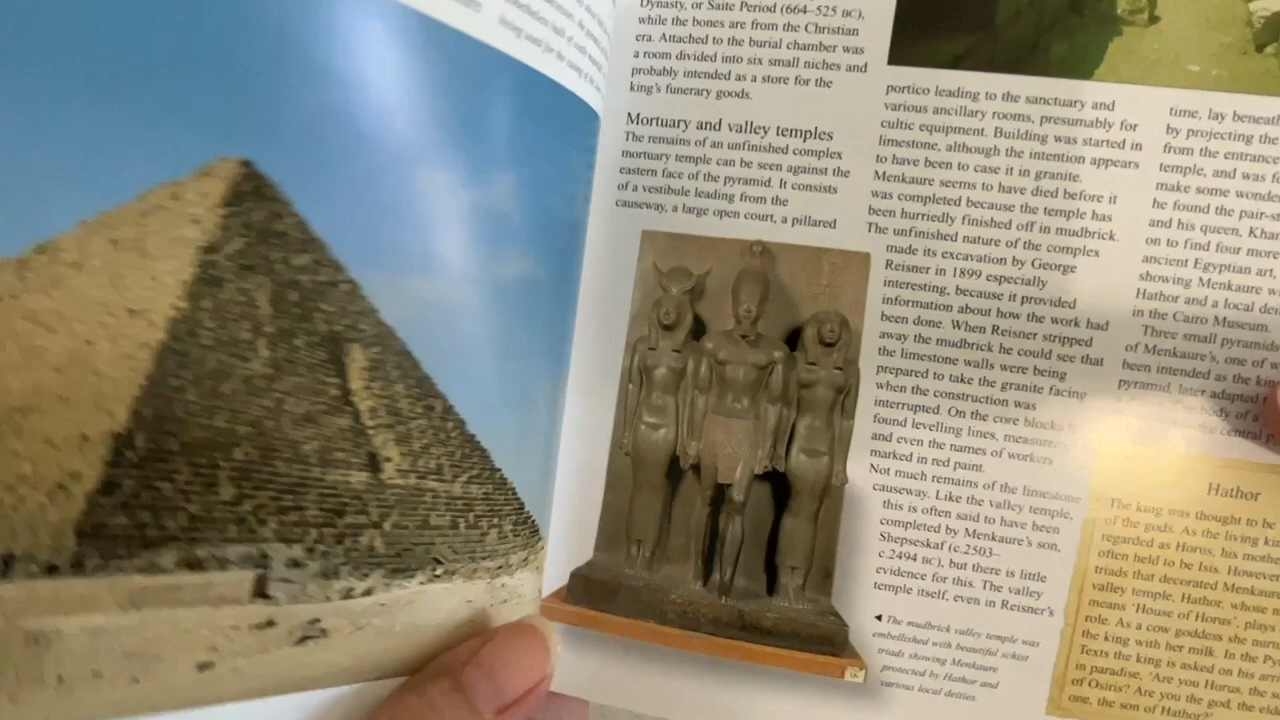 Dynasty, or Saite Period (664–525 BC),
while the bones are from the Christian
era. Attached to the burial chamber was
a room divided into six small niches and
probably intended as a store for the
king's funerary goods.
Mortuary and valley temples
The remains of an unfinished complex
mortuary temple can be seen against the
eastern face of the pyramid. It consists
of a vestibule leading from the
causeway, a large open court, a pillared
portico leading to the sanctuary and
various ancillary rooms, presumably for
cultic equipment. Building was started in
limestone, although the intention appears
to have been to case it in granite.
Menkaure seems to have died before it
was completed because the temple has
been hurriedly finished off in mudbrick.
The unfinished nature of the complex
made its excavation by George
Reisner in 1899 especially
interesting, because it provided
information about how the work had
been done. When Reisner stripped
away the mudbrick he could see that
the limestone walls were being
prepared to take the granite facing
when the construction was
interrupted. On the core blocks
found levelling lines,
and even the names of workers
marked in red paint.
Not much remains of the limestone
causeway. Like the valley temple,
this is often said to have been
completed by Menkaure's son,
Shepseskaf (c.2503–
c.2494 BC), but there is little
evidence for this. The valley
temple itself, even in Reisner's
◀ The mudbrick valley temple was
embellished with beautiful schist
triads showing Menkaure
protected by Hathor and
various local deities.
time, lay beneath
by projecting the
from the entrance
temple, and was
make some
he found the
and his queen,
on to find four more
ancient Egyptian art,
showing Menkaure
Hathor and a local
in the Cairo Museum.
Three small pyramids
of Menkaure's, one of
been intended as the
pyramid, later adapted
body of a
the central
Hathor
The king was thought to be
of the gods. As the living
regarded as Horus, his
often held to be Isis. However
triads that decorated
valley temple, Hathor, whose
means 'House of Horus', plays
role. As a cow goddess she
the king with her milk. In the
Texts the king is asked on his
in paradise, 'Are you Horus, the
of Osiris? Are you the god, the
one, the son of Hathor?'